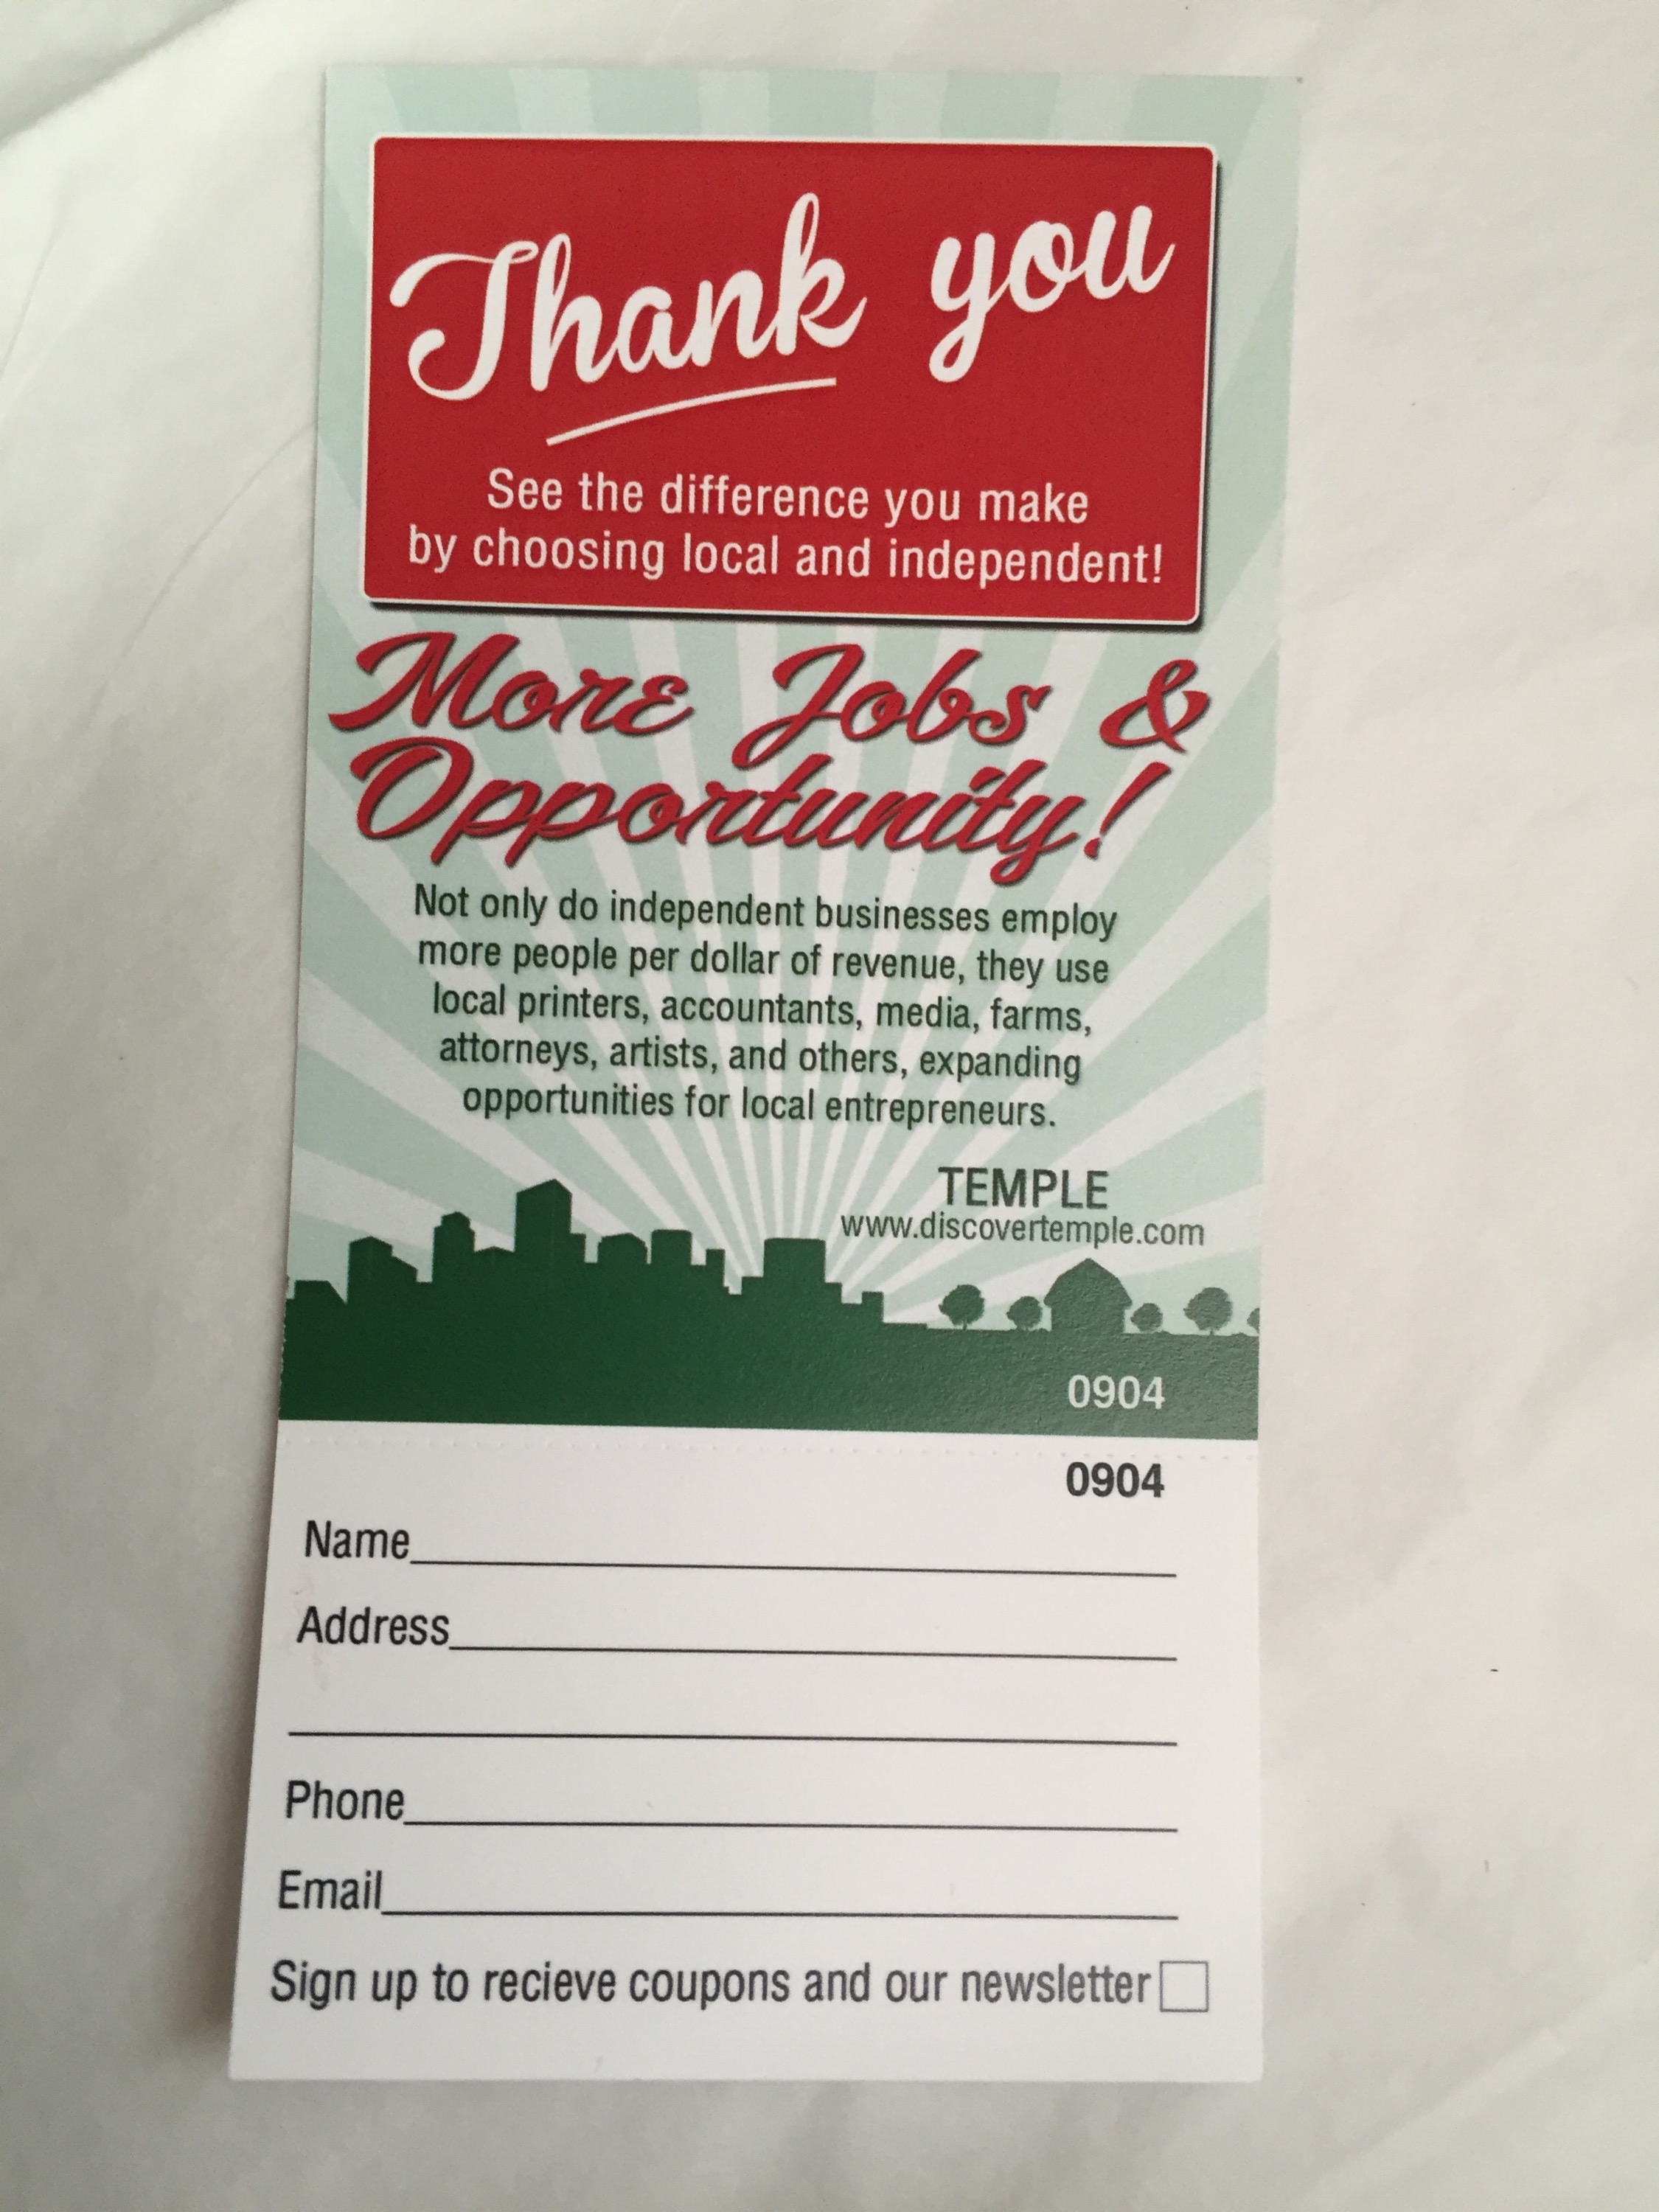 Thank you
See the difference you make
by choosing local and independent!
More Jobs &
Opportunity!
Not only do independent businesses employ
more people per dollar of revenue, they use
local printers, accountants, media, farms,
attorneys, artists, and others, expanding
opportunities for local entrepreneurs.
TEMPLE
www.discovertemple.com
0904
0904
Name
Address
Phone
Email
Sign up to recieve coupons and our newsletter